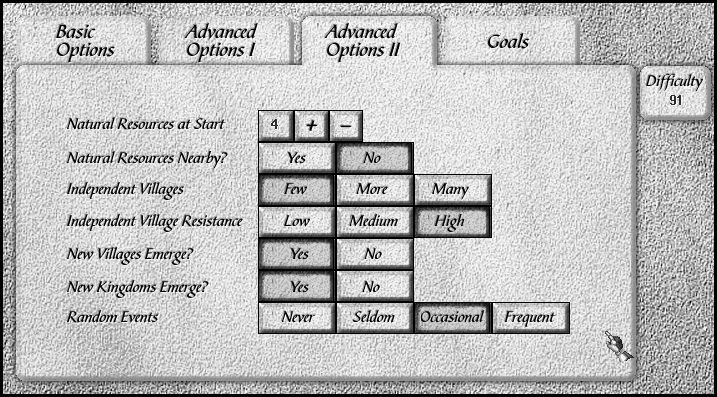 Basic Options
Advanced Options I
Advanced Options II
Goals
Difficulty
91
Natural Resources at Start 4 + −
Natural Resources Nearby? Yes No
Independent Villages Few More Many
Independent Village Resistance Low Medium High
New Villages Emerge? Yes No
New Kingdoms Emerge? Yes No
Random Events Never Seldom Occasional Frequent